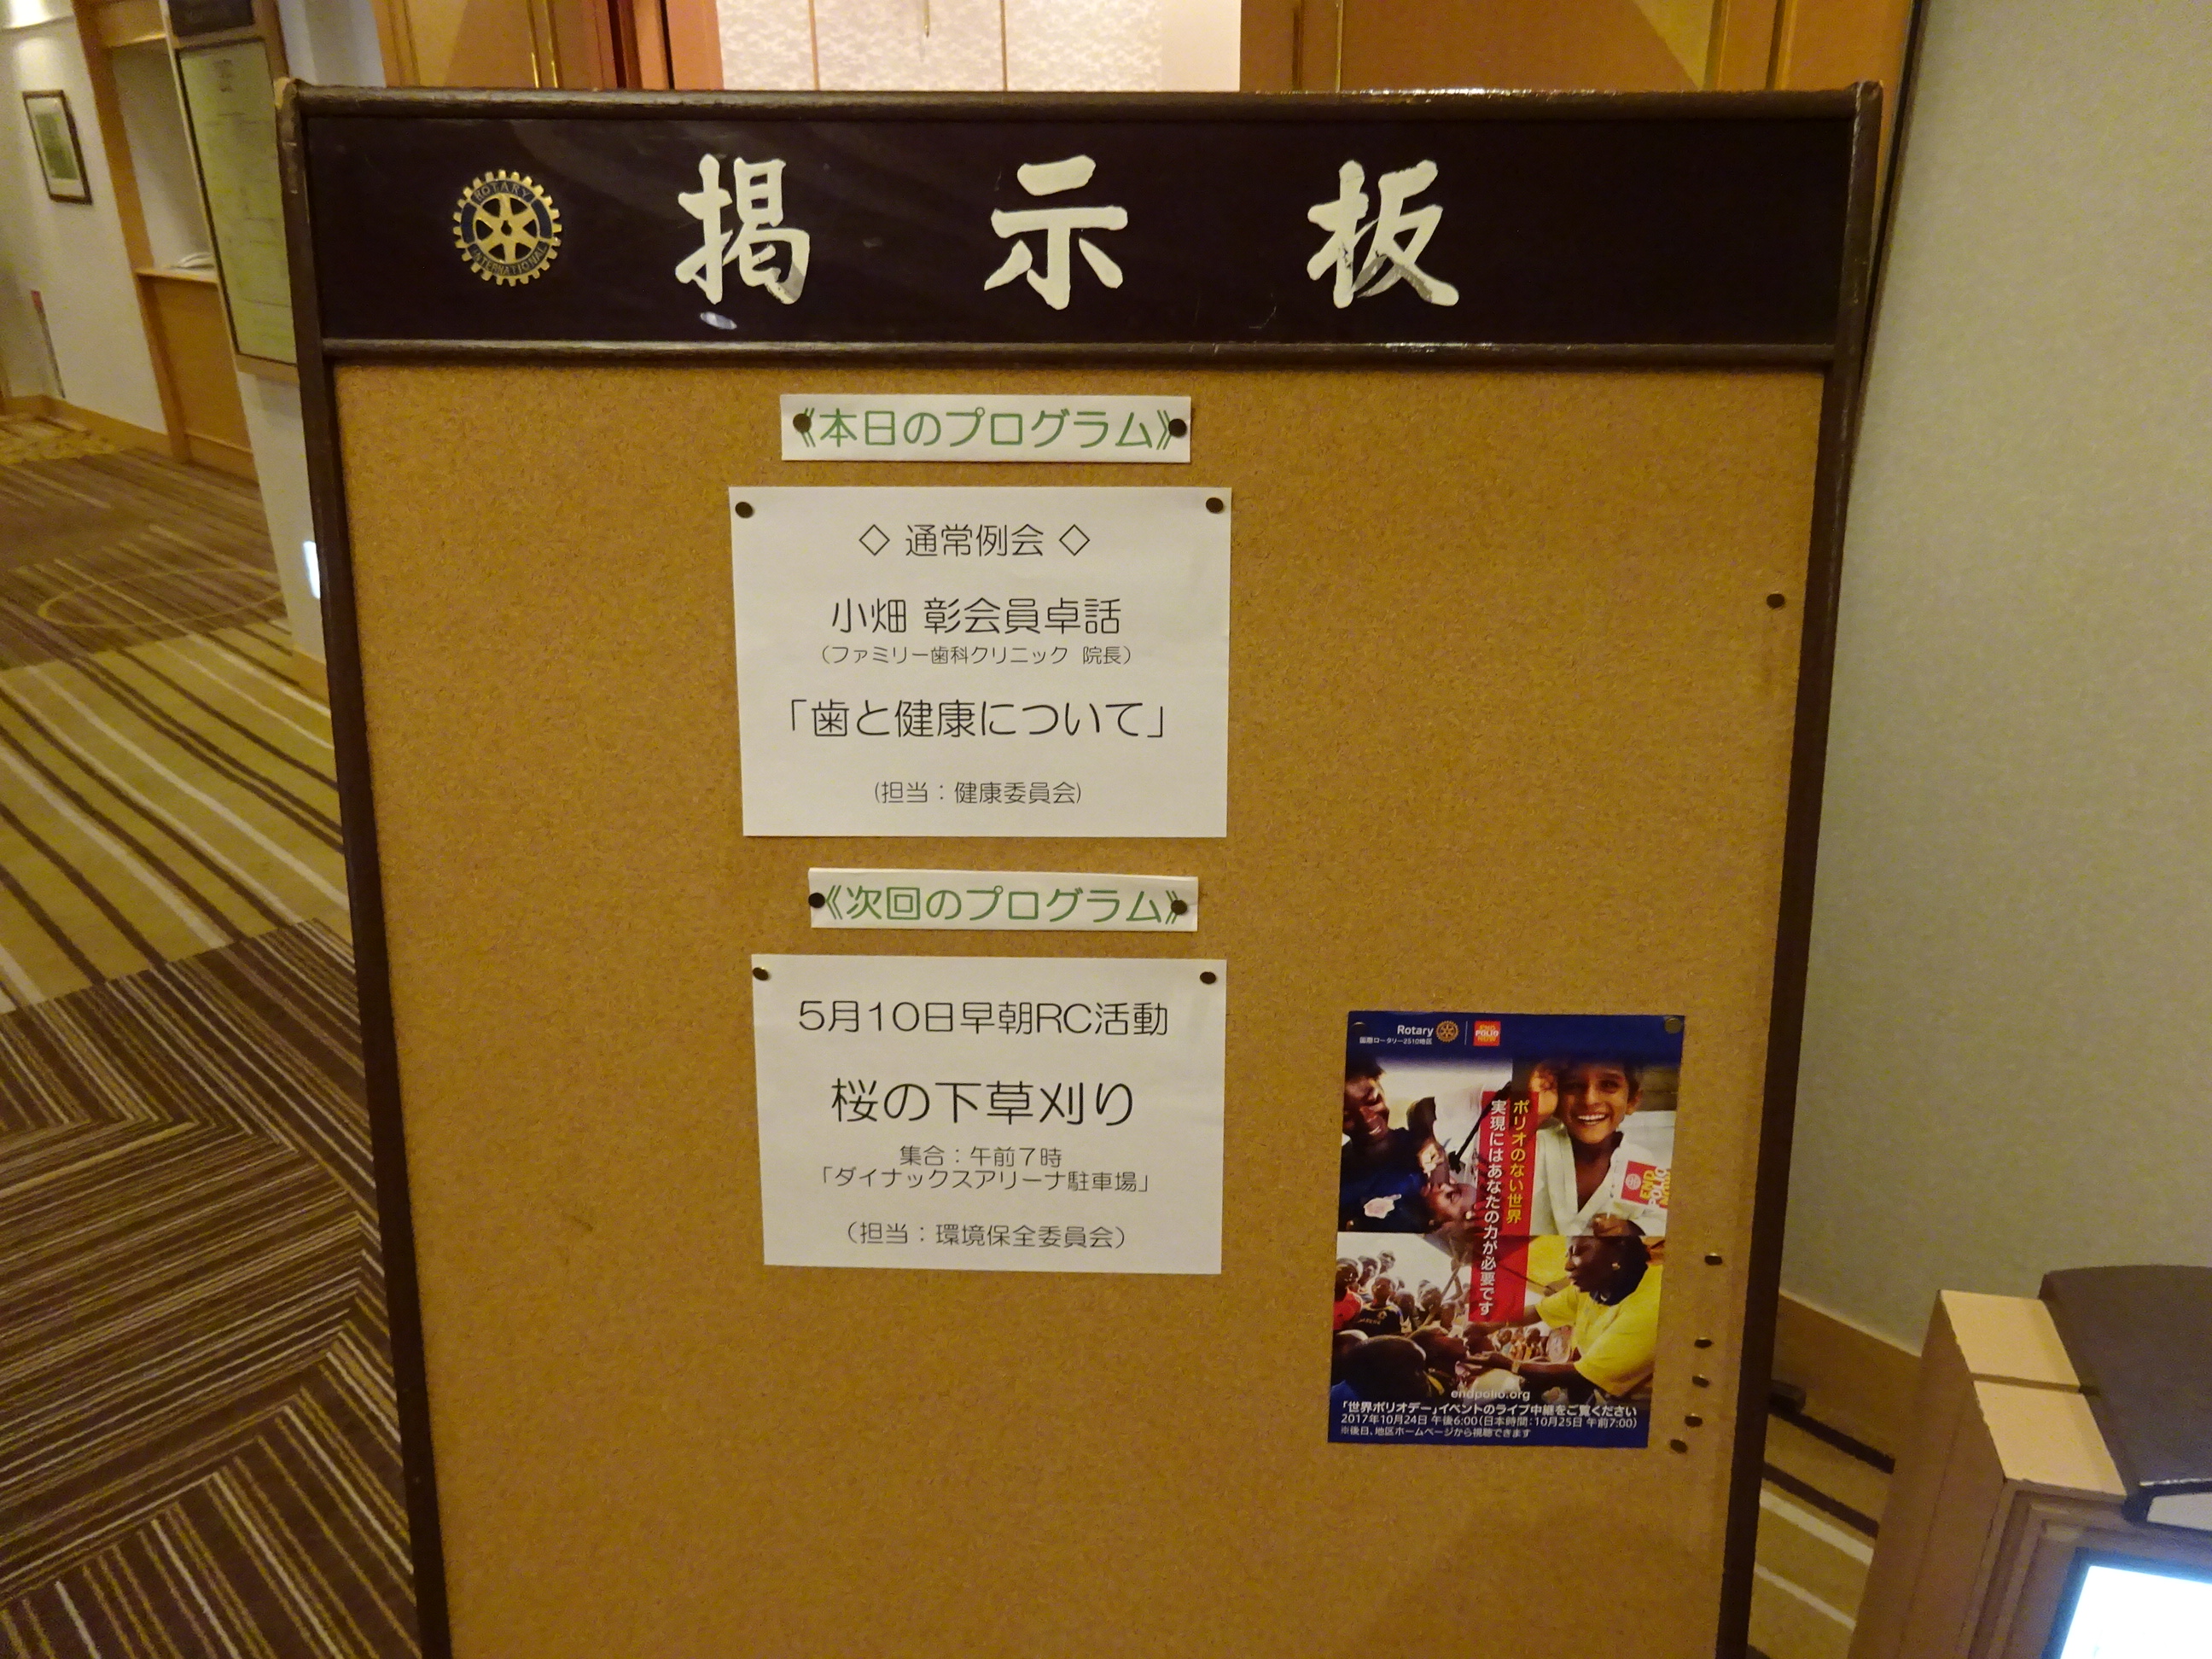 ROTARY
INTERNATIONAL
掲示板
《本日のプログラム》
◇ 通常例会 ◇
小畑 彰会員卓話
（ファミリー歯科クリニック 院長）
「歯と健康について」
(担当：健康委員会)
《次回のプログラム》
5月10日早朝RC活動
桜の下草刈り
集合：午前7時
「ダイナックスアリーナ駐車場」
（担当：環境保全委員会）
Rotary
国際ロータリー2510地区
END
POLIO
NOW
ポリオのない世界
実現にはあなたの力が必要です
END
POLIO
NOW
endpolio.org
「世界ポリオデー」イベントのライブ中継をご覧ください
2017年10月24日 午後6:00（日本時間：10月25日 午前7:00）
※後日、地区ホームページから視聴できます